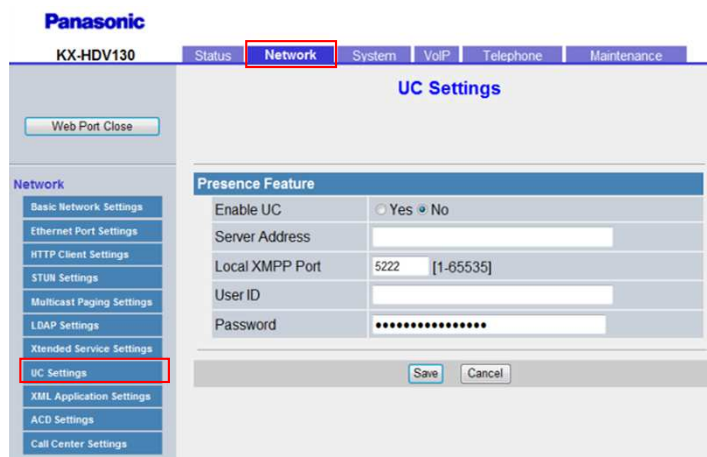 Panasonic
KX-HDV130
Status Network System VoIP Telephone Maintenance
UC Settings
Web Port Close
Network
Basic Network Settings
Ethernet Port Settings
HTTP Client Settings
STUN Settings
Multicast Paging Settings
LDAP Settings
Xtended Service Settings
UC Settings
XML Application Settings
ACD Settings
Call Center Settings
Presence Feature
Enable UC Yes No
Server Address
Local XMPP Port 5222 [1-65535]
User ID
Password ••••••••••••••••
Save Cancel